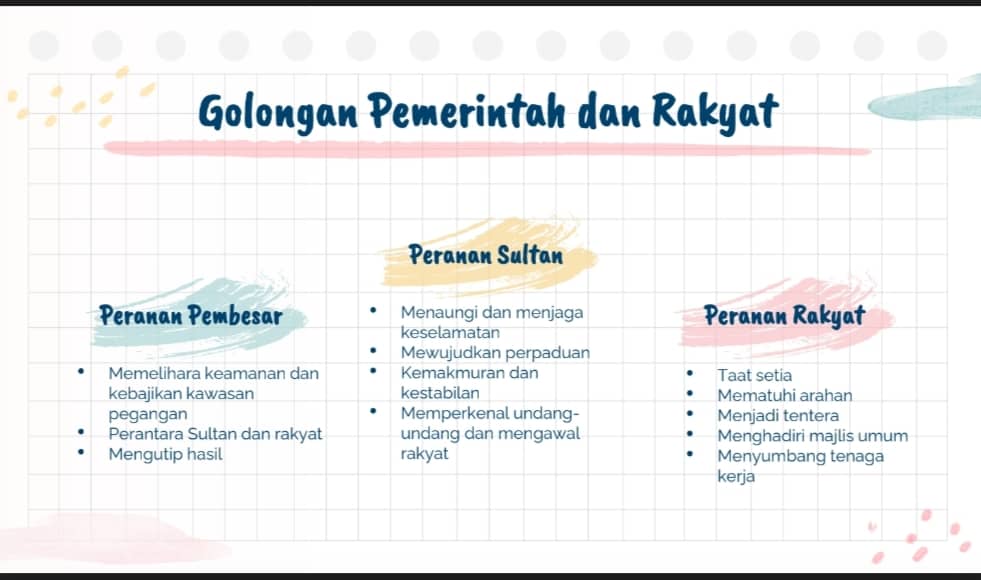 Golongan Pemerintah dan Rakyat
Peranan Pembesar
• Memelihara keamanan dan
kebajikan kawasan
pegangan
• Perantara Sultan dan rakyat
• Mengutip hasil
Peranan Sultan
• Menaungi dan menjaga
keselamatan
• Mewujudkan perpaduan
• Kemakmuran dan
kestabilan
• Memperkenal undang-
undang dan mengawal
rakyat
Peranan Rakyat
• Taat setia
• Mematuhi arahan
• Menjadi tentera
• Menghadiri majlis umum
• Menyumbang tenaga
kerja